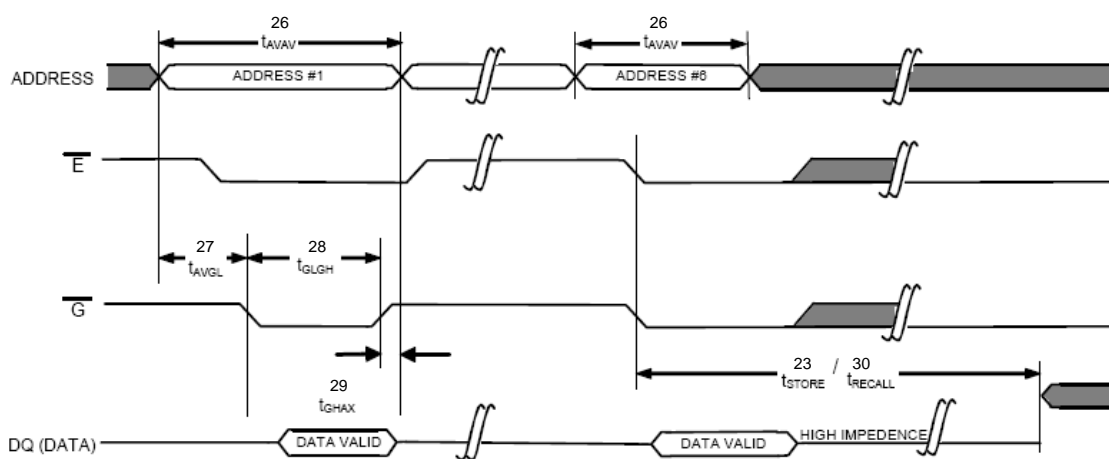 26 26
tAVAV tAVAV
ADDRESS ADDRESS #1 ADDRESS #6
E
27 28
tAVGL tGLGH
G
23 / 30
tSTORE tRECALL
29
tGHAX
DQ (DATA) DATA VALID DATA VALID HIGH IMPEDENCE